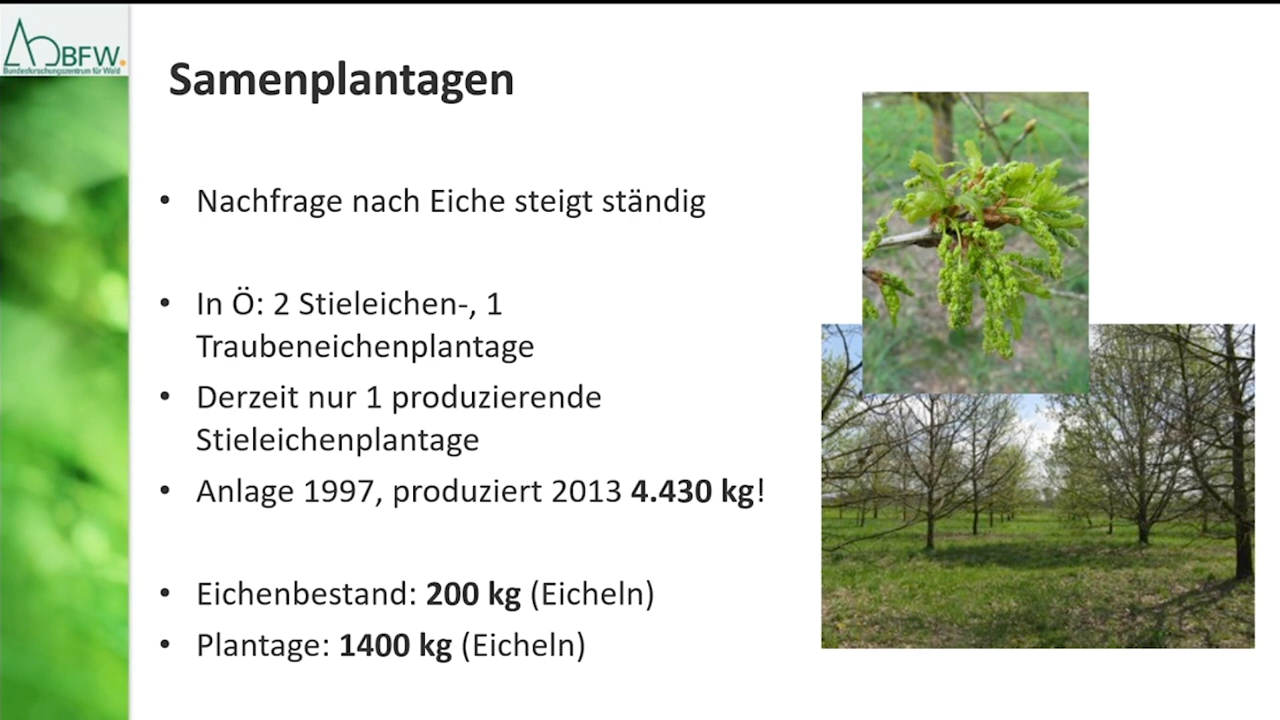 BFW.
Bundesforschungszentrum für Wald
Samenplantagen
• Nachfrage nach Eiche steigt ständig
• In Ö: 2 Stieleichen-, 1
Traubeneichenplantage
• Derzeit nur 1 produzierende
Stieleichenplantage
• Anlage 1997, produziert 2013 4.430 kg!
• Eichenbestand: 200 kg (Eicheln)
• Plantage: 1400 kg (Eicheln)